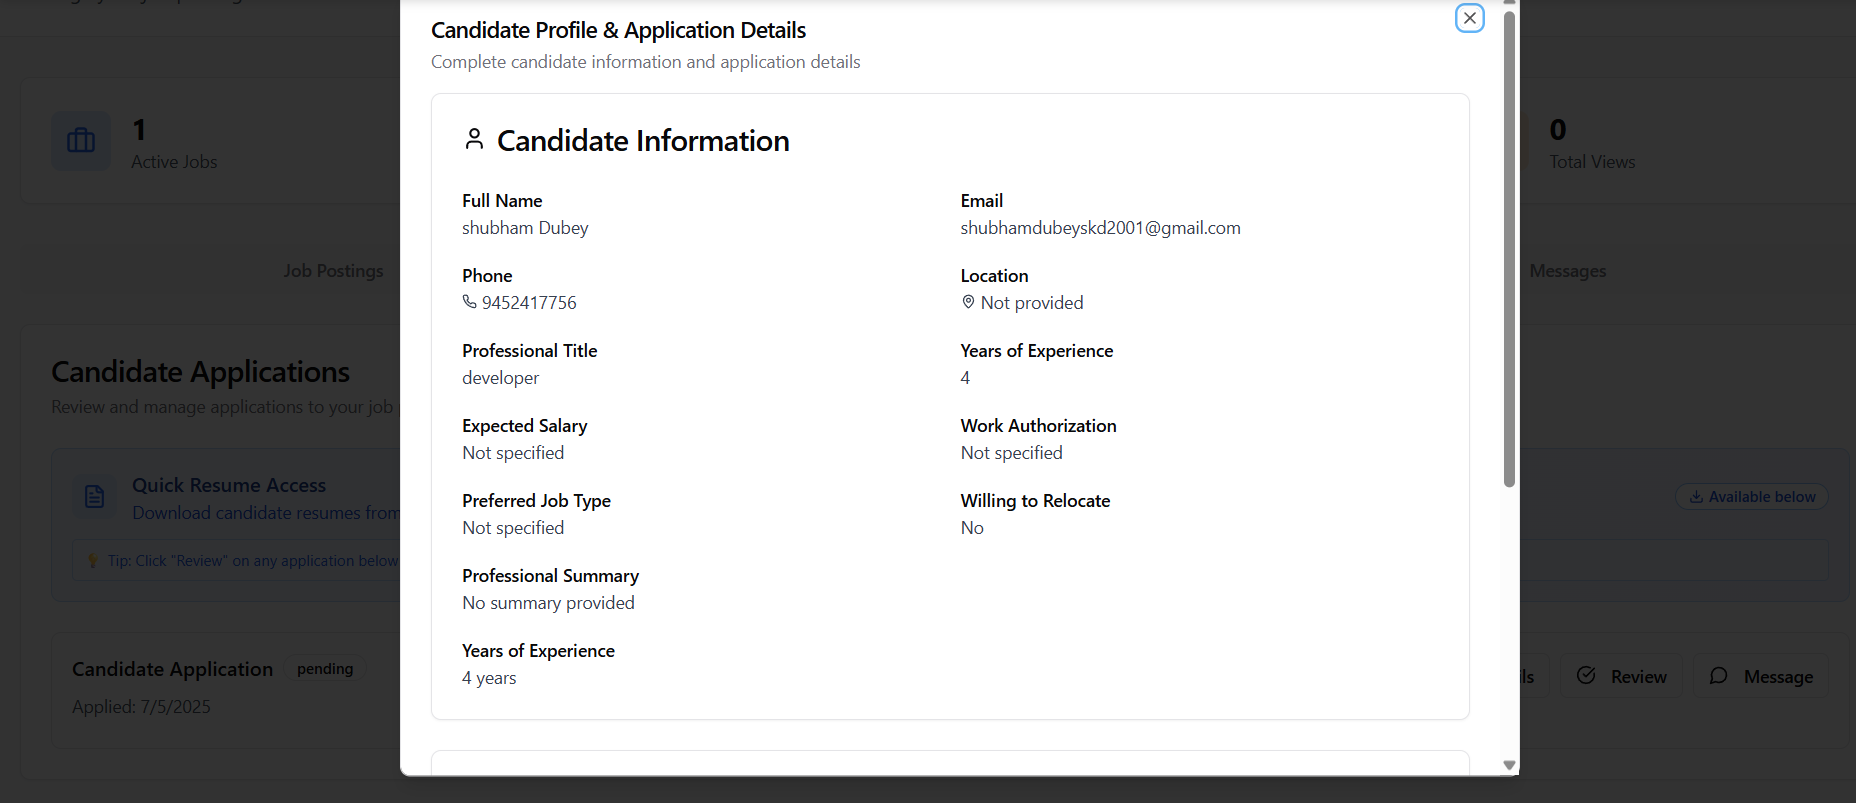 Candidate Profile & Application Details
Complete candidate information and application details
1
Active Jobs
0
Total Views
Job Postings
Messages
Candidate Applications
Review and manage applications to your job
Quick Resume Access
Download candidate resumes from
Available below
Tip: Click "Review" on any application below
Candidate Application
pending
Applied: 7/5/2025
Review
Message
Candidate Information
Full Name
shubham Dubey
Email
shubhamdubeyskd2001@gmail.com
Phone
9452417756
Location
Not provided
Professional Title
developer
Years of Experience
4
Expected Salary
Not specified
Work Authorization
Not specified
Preferred Job Type
Not specified
Willing to Relocate
No
Professional Summary
No summary provided
Years of Experience
4 years